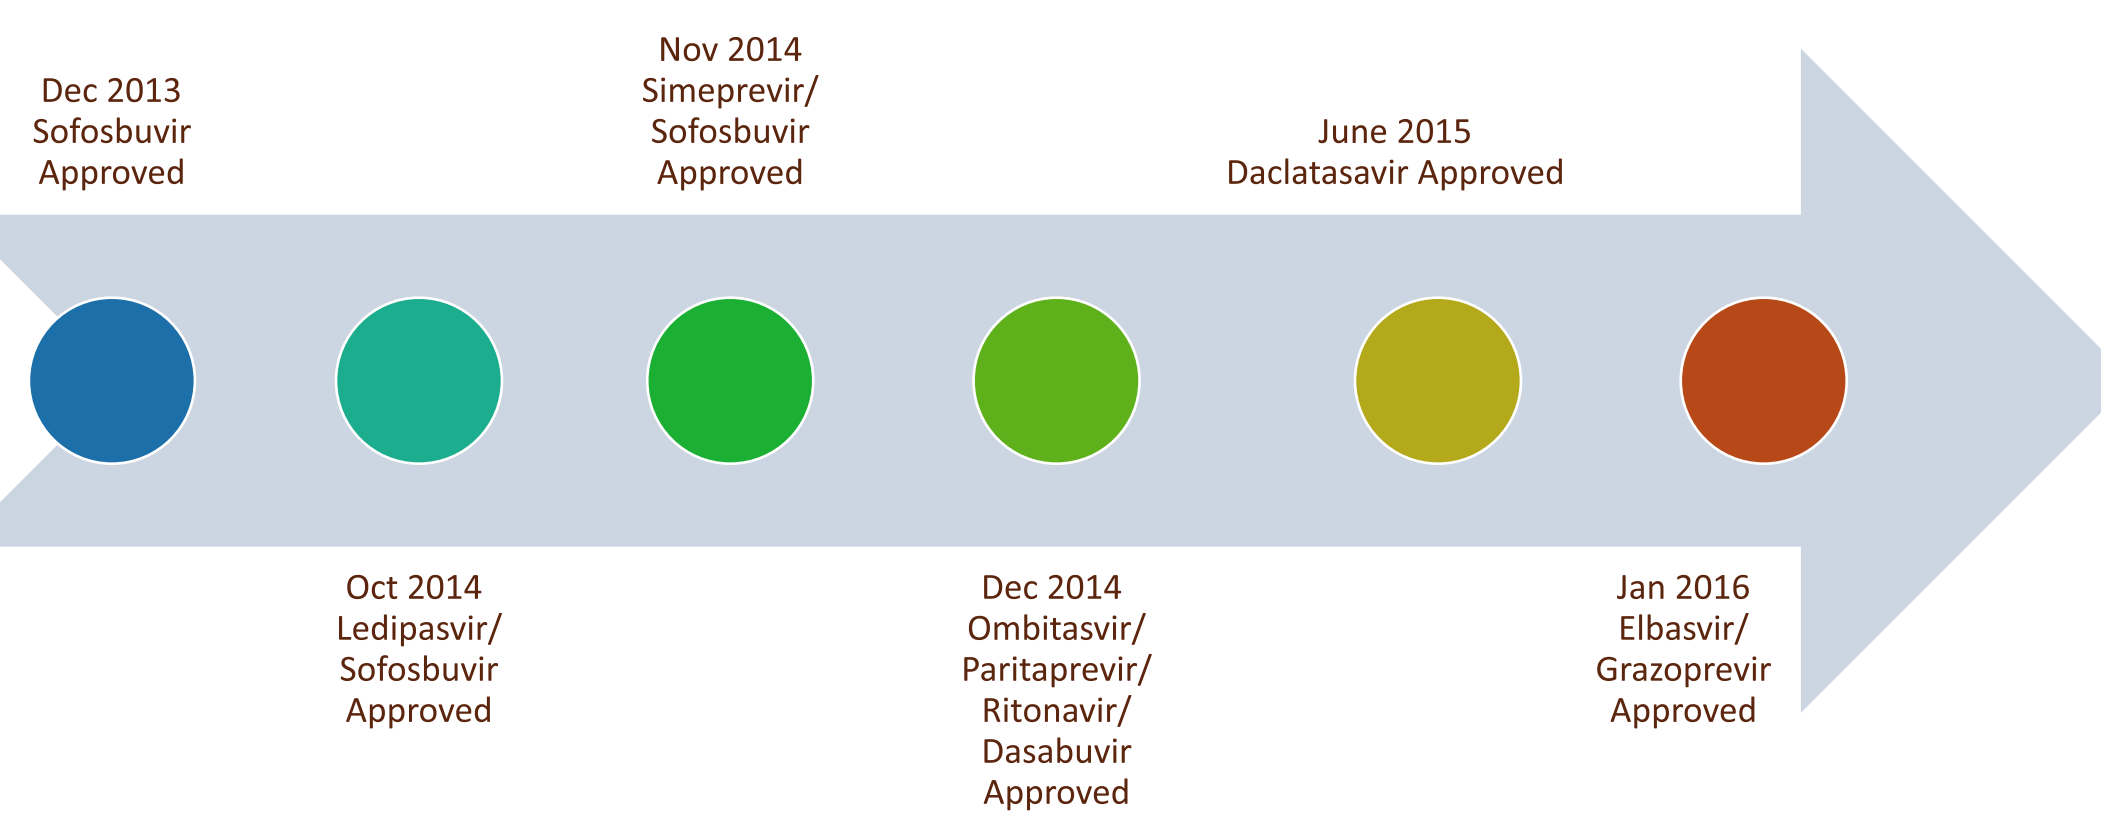 Dec 2013
Sofosbuvir
Approved
Oct 2014
Ledipasvir/
Sofosbuvir
Approved
Nov 2014
Simeprevir/
Sofosbuvir
Approved
Dec 2014
Ombitasvir/
Paritaprevir/
Ritonavir/
Dasabuvir
Approved
June 2015
Daclatasavir Approved
Jan 2016
Elbasvir/
Grazoprevir
Approved